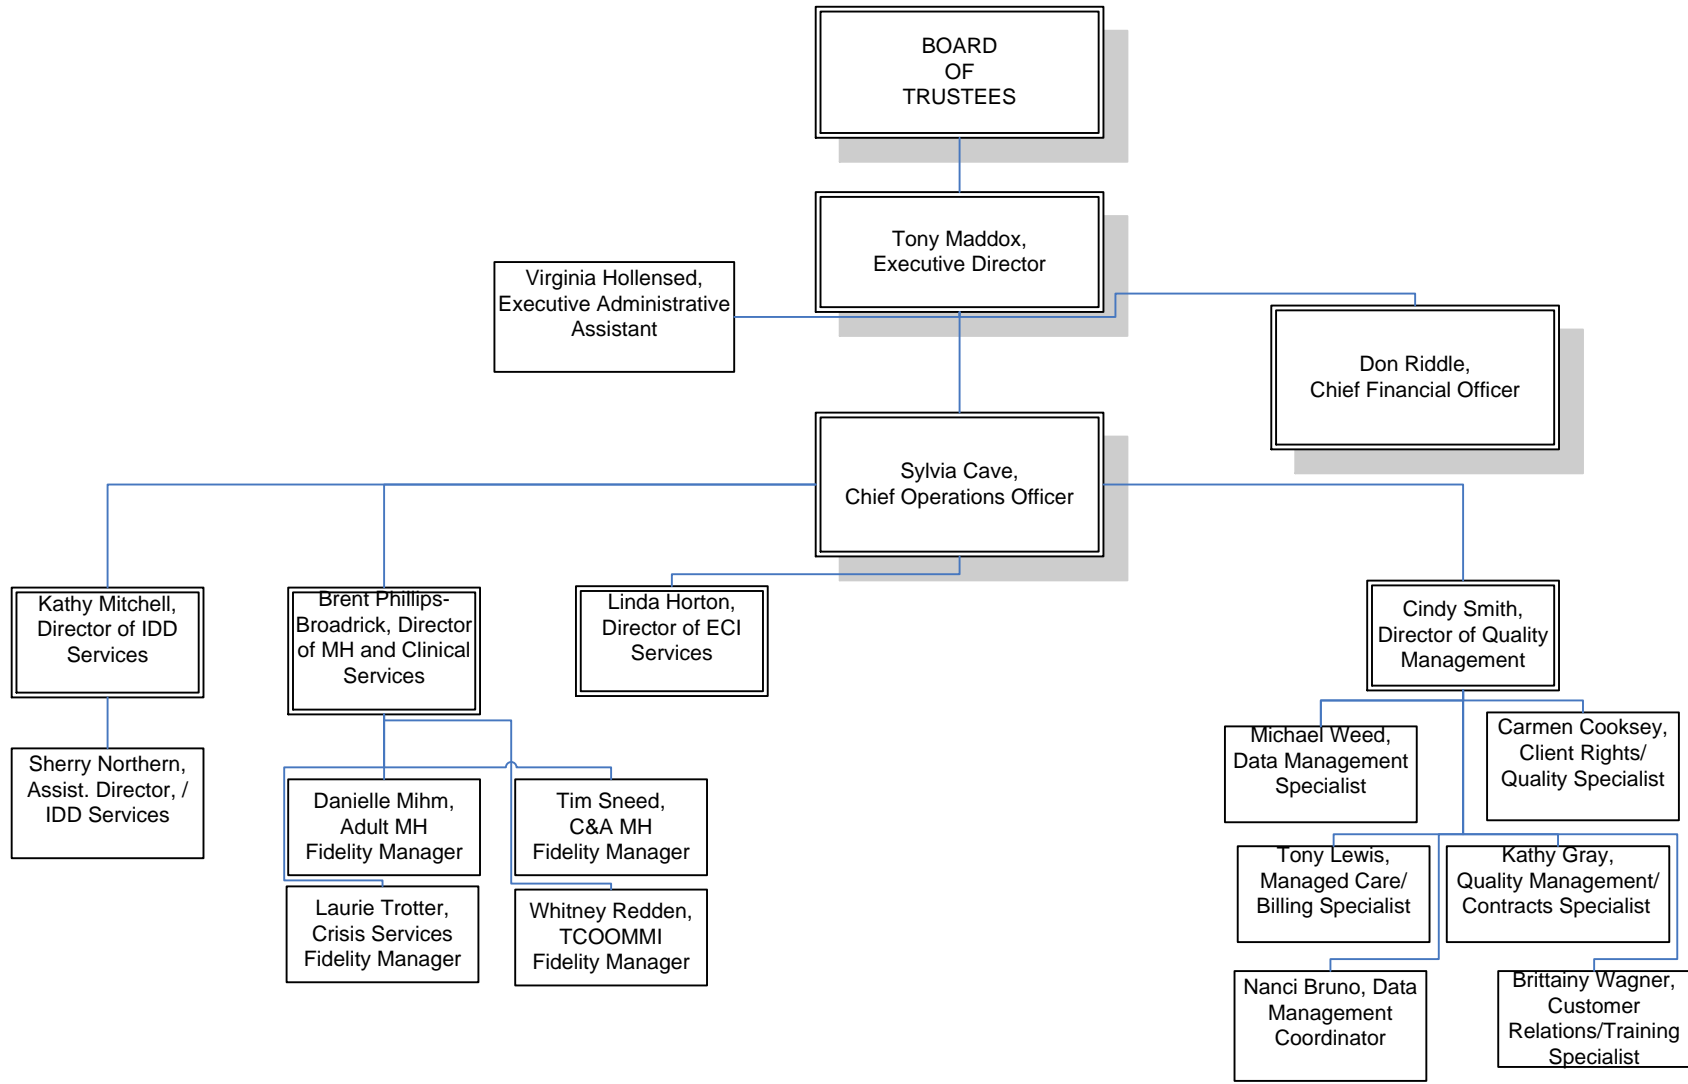 BOARD
OF
TRUSTEES
Tony Maddox,
Executive Director
Virginia Hollensed,
Executive Administrative
Assistant
Don Riddle,
Chief Financial Officer
Sylvia Cave,
Chief Operations Officer
Kathy Mitchell,
Director of IDD
Services
Brent Phillips-
Broadrick, Director
of MH and Clinical
Services
Linda Horton,
Director of ECI
Services
Cindy Smith,
Director of Quality
Management
Sherry Northern,
Assist. Director, /
IDD Services
Danielle Mihm,
Adult MH
Fidelity Manager
Tim Sneed,
C&A MH
Fidelity Manager
Laurie Trotter,
Crisis Services
Fidelity Manager
Whitney Redden,
TCOOMMI
Fidelity Manager
Michael Weed,
Data Management
Specialist
Carmen Cooksey,
Client Rights/
Quality Specialist
Tony Lewis,
Managed Care/
Billing Specialist
Kathy Gray,
Quality Management/
Contracts Specialist
Nanci Bruno, Data
Management
Coordinator
Brittainy Wagner,
Customer
Relations/Training
Specialist